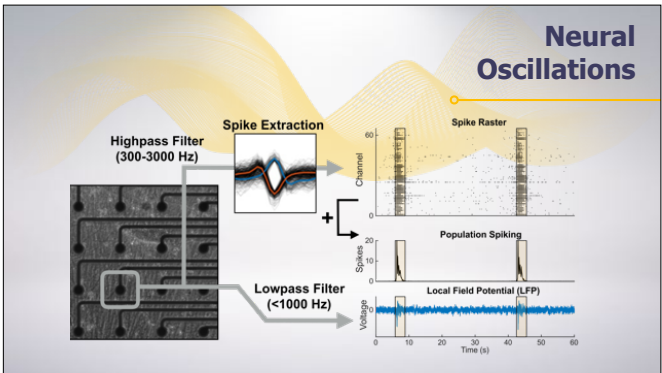 Neural
Oscillations
Highpass Filter
(300-3000 Hz)
Spike Extraction
Spike Raster
60
Channel
0
+
Population Spiking
20
10
0
Spikes
Lowpass Filter
(<1000 Hz)
Local Field Potential (LFP)
0
Voltage
0 10 20 30 40 50 60
Time (s)